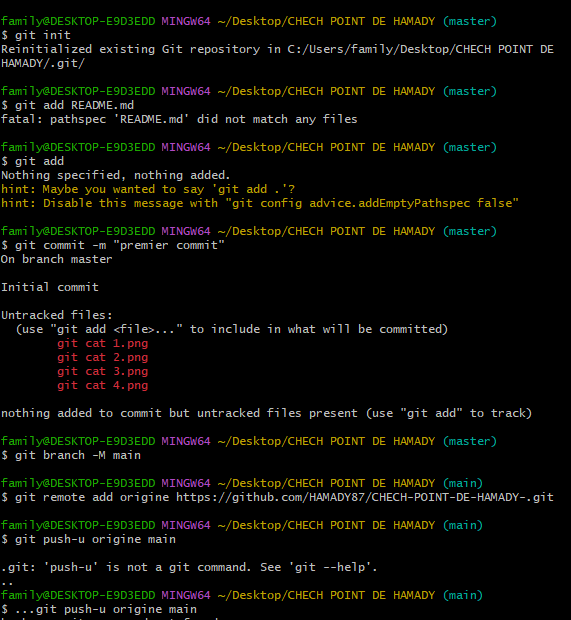 family@DESKTOP-E9D3EDD MINGW64 ~/Desktop/CHECH POINT DE HAMADY (master)
$ git init
Reinitialized existing Git repository in C:/Users/family/Desktop/CHECH POINT DE
HAMADY/.git/
family@DESKTOP-E9D3EDD MINGW64 ~/Desktop/CHECH POINT DE HAMADY (master)
$ git add README.md
fatal: pathspec 'README.md' did not match any files
family@DESKTOP-E9D3EDD MINGW64 ~/Desktop/CHECH POINT DE HAMADY (master)
$ git add
Nothing specified, nothing added.
hint: Maybe you wanted to say 'git add .'?
hint: Disable this message with "git config advice.addEmptyPathspec false"
family@DESKTOP-E9D3EDD MINGW64 ~/Desktop/CHECH POINT DE HAMADY (master)
$ git commit -m "premier commit"
On branch master
Initial commit
Untracked files:
(use "git add <file>..." to include in what will be committed)
git cat 1.png
git cat 2.png
git cat 3.png
git cat 4.png
nothing added to commit but untracked files present (use "git add" to track)
family@DESKTOP-E9D3EDD MINGW64 ~/Desktop/CHECH POINT DE HAMADY (master)
$ git branch -M main
family@DESKTOP-E9D3EDD MINGW64 ~/Desktop/CHECH POINT DE HAMADY (main)
$ git remote add origine https://github.com/HAMADY87/CHECH-POINT-DE-HAMADY-.git
family@DESKTOP-E9D3EDD MINGW64 ~/Desktop/CHECH POINT DE HAMADY (main)
$ git push-u origine main
.git: 'push-u' is not a git command. See 'git --help'.
..
family@DESKTOP-E9D3EDD MINGW64 ~/Desktop/CHECH POINT DE HAMADY (main)
$ ...git push-u origine main